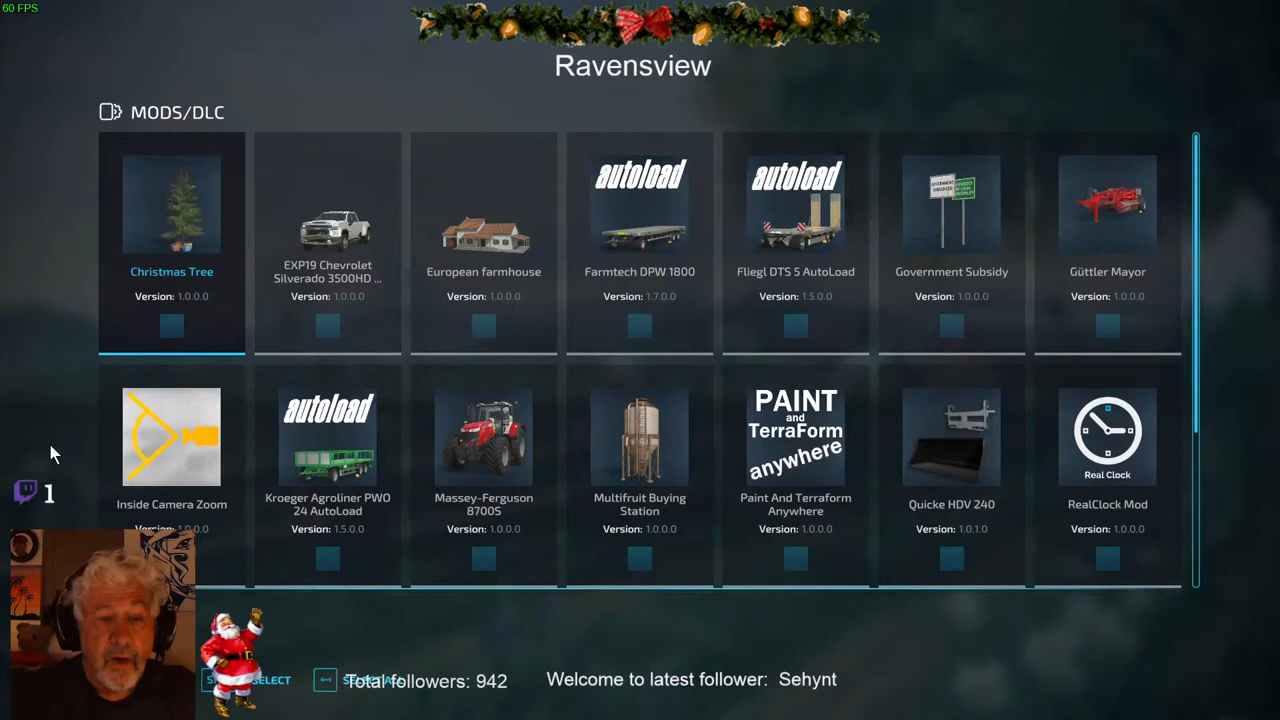 60 FPS
Ravensview
MODS/DLC
autoload
autoload
GOVERNMENT SUBSIDIZED
Christmas Tree
EXP19 Chevrolet Silverado 3500HD ...
European farmhouse
Farmtech DPW 1800
Fliegl DTS 5 AutoLoad
Government Subsidy
Güttler Mayor
Version: 1.0.0.0
Version: 1.0.0.0
Version: 1.0.0.0
Version: 1.7.0.0
Version: 1.5.0.0
Version: 1.0.0.0
Version: 1.0.0.0
autoload
PAINT
and
TerraForm
anywhere
Real Clock
Inside Camera Zoom
Kroeger Agroliner PWO 24 AutoLoad
Massey-Ferguson 8700S
Multifruit Buying Station
Paint And Terraform Anywhere
Quicke HDV 240
RealClock Mod
Version: 1.5.0.0
Version: 1.0.0.0
Version: 1.0.0.0
Version: 1.0.0.0
Version: 1.0.1.0
Version: 1.0.0.0
1
Total followers: 942
Welcome to latest follower: Sehynt